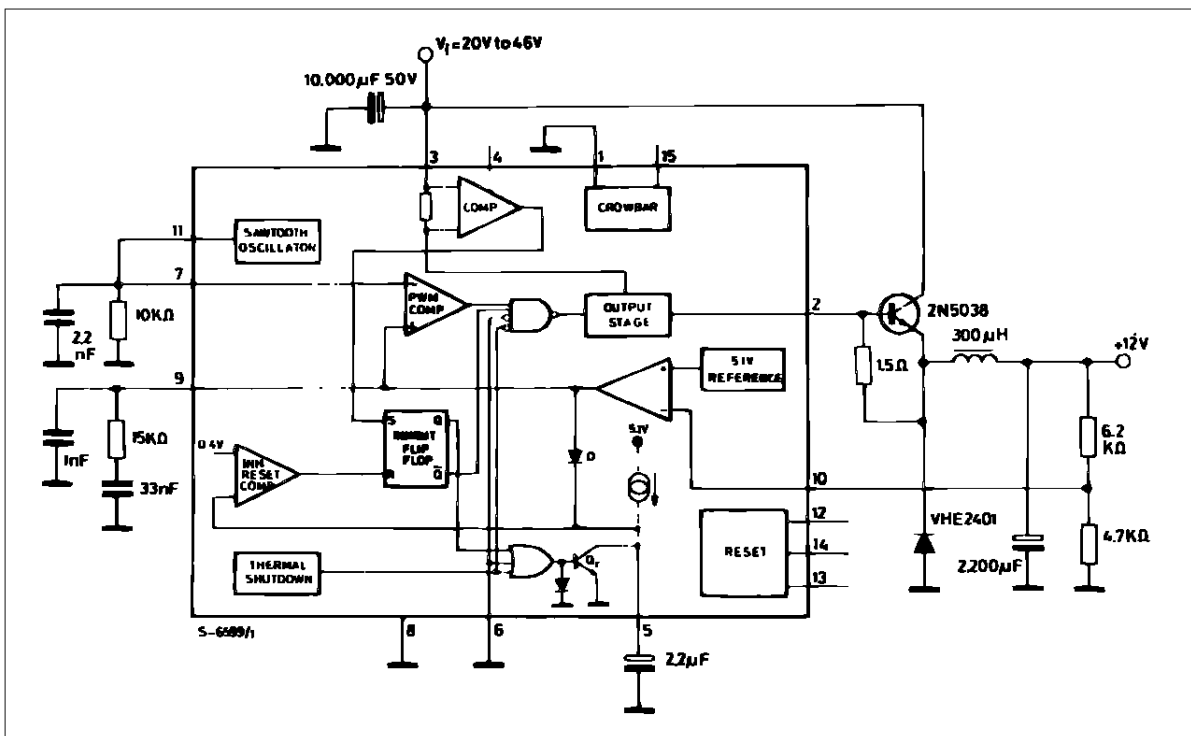 V_i = 20V to 46V
10.000µF 50V
3
4
1
15
COMP
CROWBAR
11
SAWTOOTH
OSCILLATOR
7
PWM
COMP
OUTPUT
STAGE
2
2N5038
300µH
+12V
2,2
nF
10KΩ
1.5Ω
9
5.1V
REFERENCE
S
Q
FLIP
FLOP
R
Q̅
15KΩ
1nF
33nF
0.4V
INH
RESET
COMP
D
5.1V
6.2
KΩ
10
12
14
13
RESET
VHE2401
2,200µF
4.7KΩ
THERMAL
SHUTDOWN
Q_r
S-6599/1
8
6
5
2,2µF